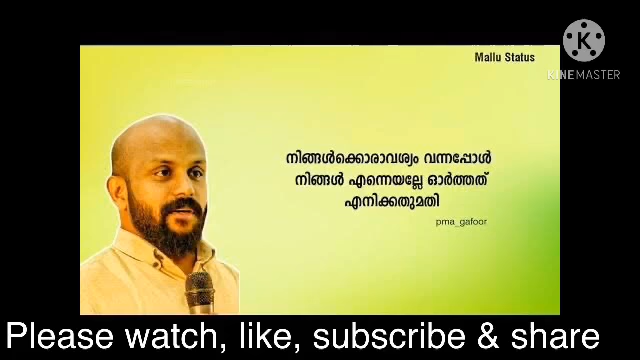 Mallu Status
KINEMASTER
നിങ്ങൾക്കൊരാവശ്യം വന്നപ്പോൾ
നിങ്ങൾ എന്നെയല്ലേ ഓർത്തത്
എനിക്കതുമതി
pma_gafoor
Please watch, like, subscribe & share